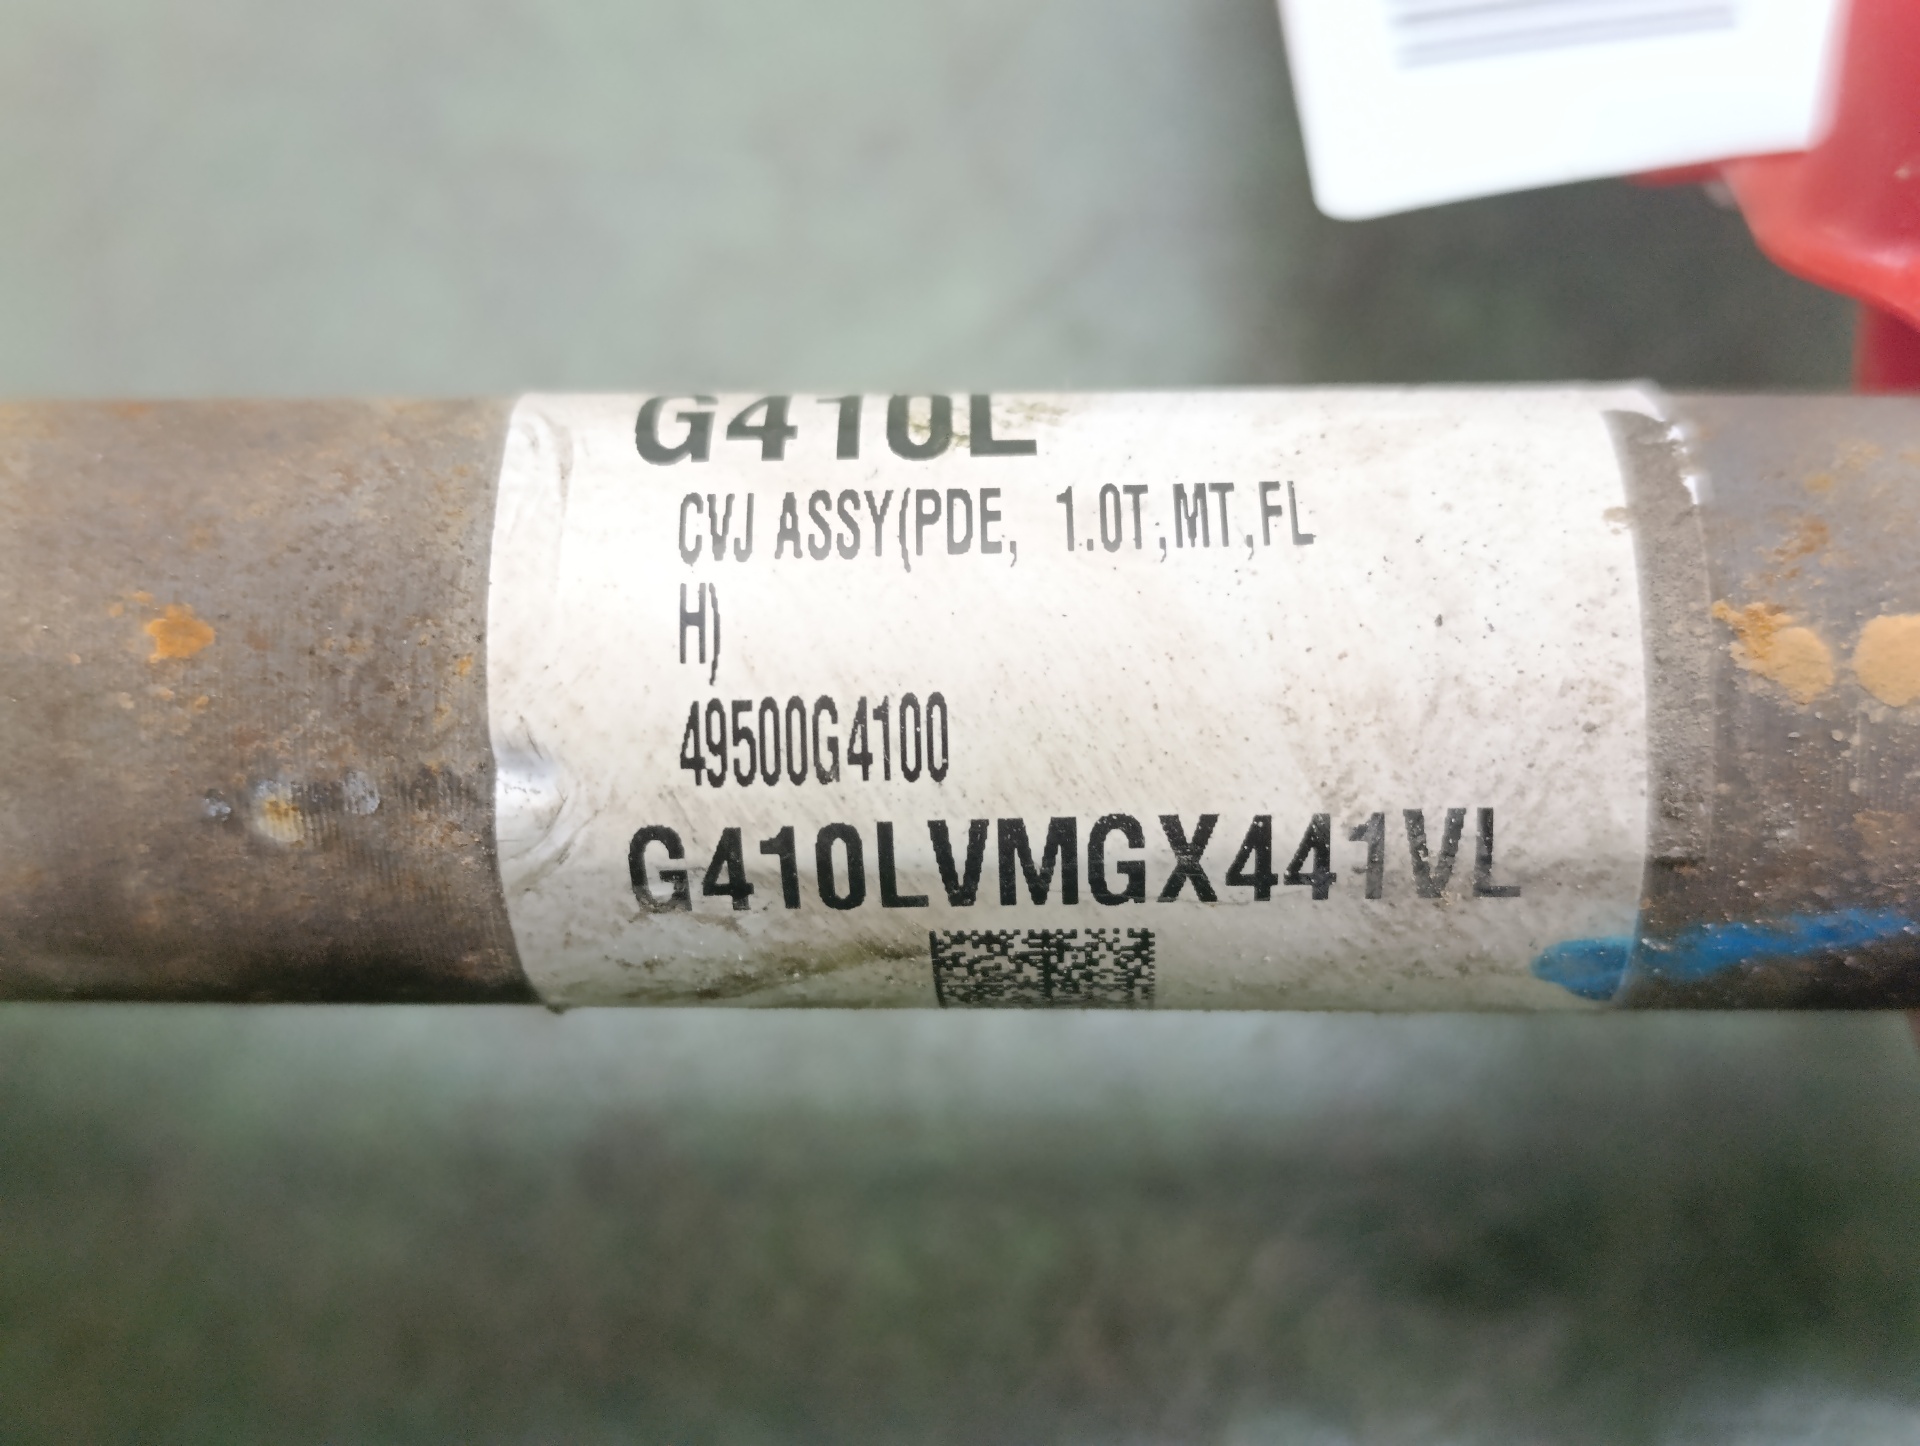 G410L
CVJ ASSY(PDE, 1.0T,MT,FL
H)
49500G4100
G410LVMGX441VL